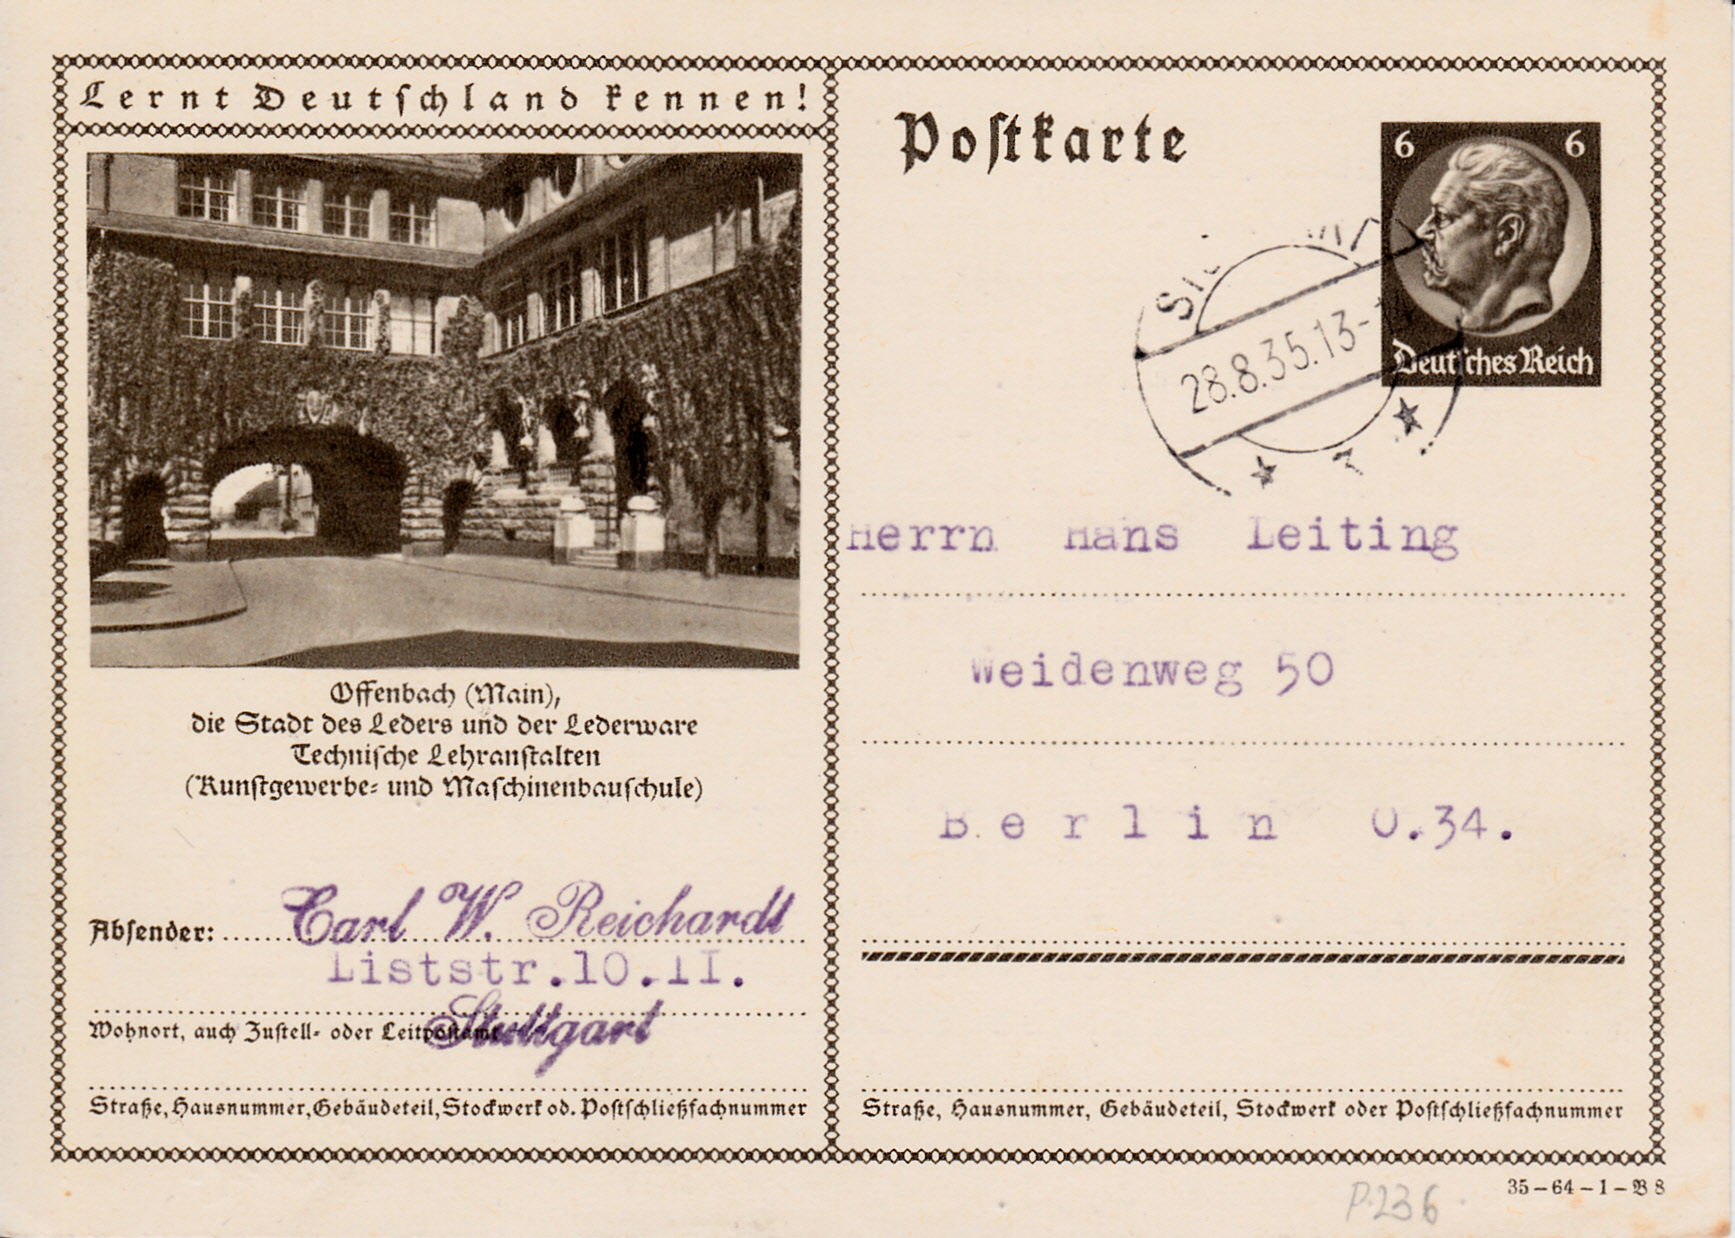 Lernt Deutſchland kennen!
Offenbach (Main),
die Stadt des Leders und der Lederware
Techniſche Lehranſtalten
(Kunſtgewerbe- und Maſchinenbauſchule)
Abſender: Carl W. Reichardt
Liststr.10.II.
Stuttgart
Wohnort, auch Zuſtell- oder Leitpoſtamt
Straße, Hausnummer, Gebäudeteil, Stockwerk od. Poſtſchließfachnummer
Poſtkarte
6 6
Deutſches Reich
28.8.35.13-
Herrn Hans Leiting
Weidenweg 50
Berlin O.34.
Straße, Hausnummer, Gebäudeteil, Stockwerk oder Poſtſchließfachnummer
35-64-1-B 8
P.236